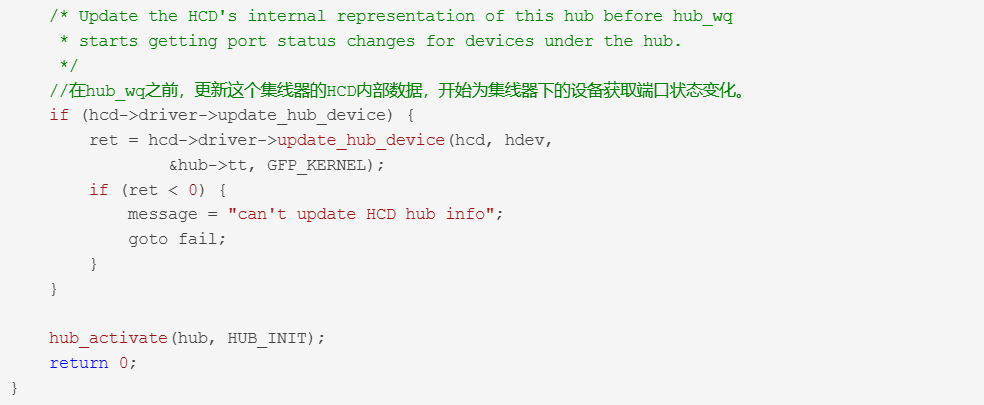 /* Update the HCD's internal representation of this hub before hub_wq
 * starts getting port status changes for devices under the hub.
 */
//在hub_wq之前，更新这个集线器的HCD内部数据，开始为集线器下的设备获取端口状态变化。
if (hcd->driver->update_hub_device) {
    ret = hcd->driver->update_hub_device(hcd, hdev,
            &hub->tt, GFP_KERNEL);
    if (ret < 0) {
        message = "can't update HCD hub info";
        goto fail;
    }
}
hub_activate(hub, HUB_INIT);
return 0;
}